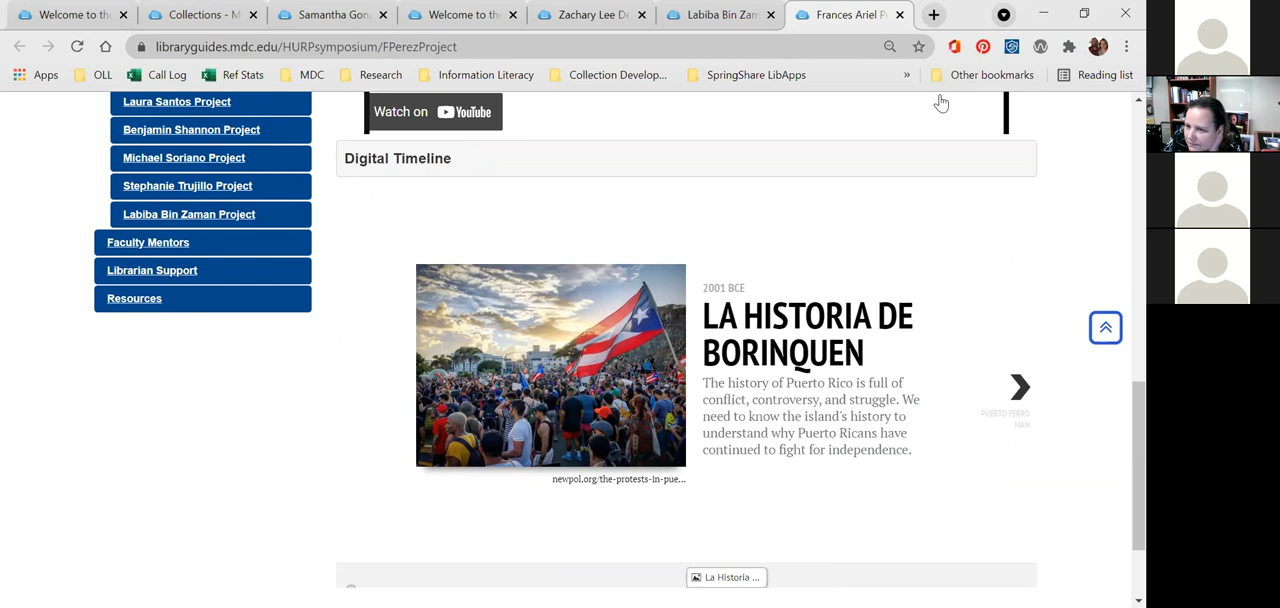 Welcome to th
Collections - M
Samantha Gon
Welcome to th
Zachary Lee De
Labiba Bin Zam
Frances Ariel P
libraryguides.mdc.edu/HURPsymposium/FPerezProject
Apps
OLL
Call Log
Ref Stats
MDC
Research
Information Literacy
Collection Develop...
SpringShare LibApps
»
Other bookmarks
Reading list
Laura Santos Project
Benjamin Shannon Project
Michael Soriano Project
Stephanie Trujillo Project
Labiba Bin Zaman Project
Faculty Mentors
Librarian Support
Resources
Watch on YouTube
Digital Timeline
2001 BCE
LA HISTORIA DE
BORINQUEN
The history of Puerto Rico is full of
conflict, controversy, and struggle. We
need to know the island's history to
understand why Puerto Ricans have
continued to fight for independence.
newpol.org/the-protests-in-pue...
PUERTO FERRO
MAN
La Historia ...